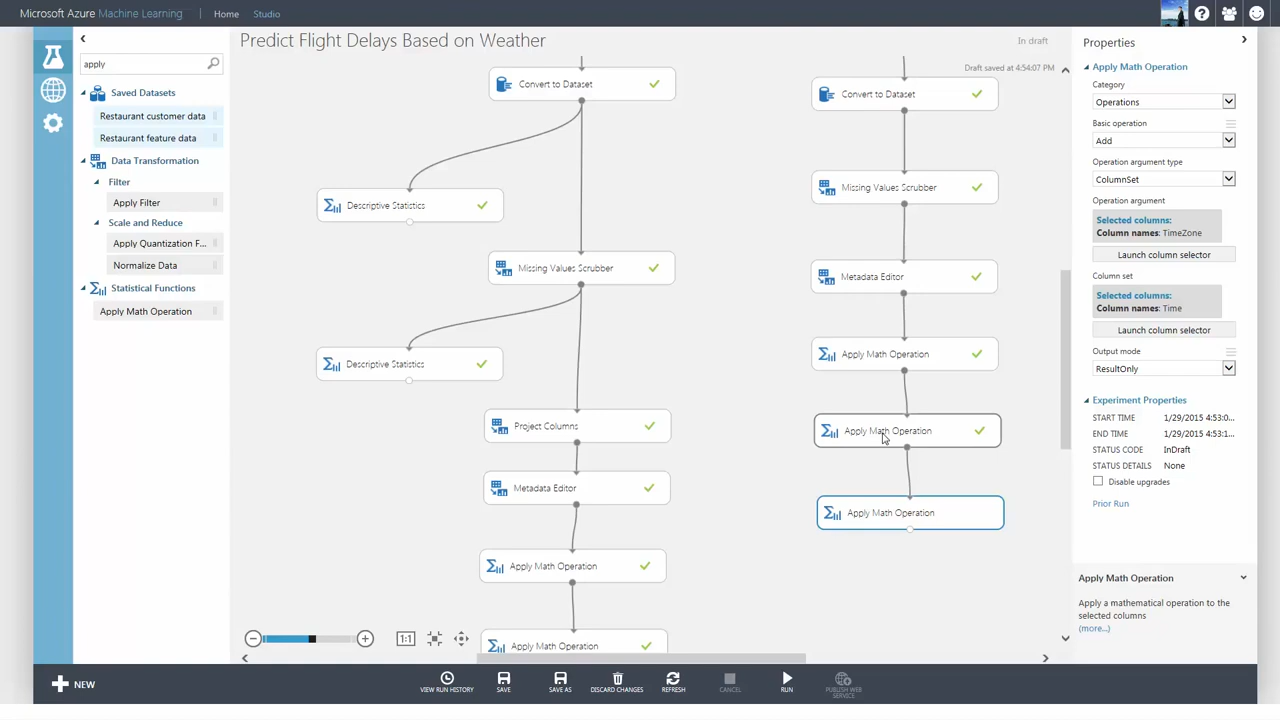 Microsoft Azure Machine Learning | Home Studio
apply
Saved Datasets
Restaurant customer data
Restaurant feature data
Data Transformation
Filter
Apply Filter
Scale and Reduce
Apply Quantization F...
Normalize Data
Statistical Functions
Apply Math Operation
Predict Flight Delays Based on Weather
In draft
Draft saved at 4:54:07 PM
Convert to Dataset
Descriptive Statistics
Missing Values Scrubber
Descriptive Statistics
Project Columns
Metadata Editor
Apply Math Operation
Apply Math Operation
Convert to Dataset
Missing Values Scrubber
Metadata Editor
Apply Math Operation
Apply Math Operation
Apply Math Operation
1:1
Properties
Apply Math Operation
Category
Operations
Basic operation
Add
Operation argument type
ColumnSet
Operation argument
Selected columns:
Column names: TimeZone
Launch column selector
Column set
Selected columns:
Column names: Time
Launch column selector
Output mode
ResultOnly
Experiment Properties
START TIME 1/29/2015 4:53:0...
END TIME 1/29/2015 4:53:1...
STATUS CODE InDraft
STATUS DETAILS None
Disable upgrades
Prior Run
Apply Math Operation
Apply a mathematical operation to the
selected columns
(more...)
NEW
VIEW RUN HISTORY
SAVE
SAVE AS
DISCARD CHANGES
REFRESH
CANCEL
RUN
PUBLISH WEB
SERVICE